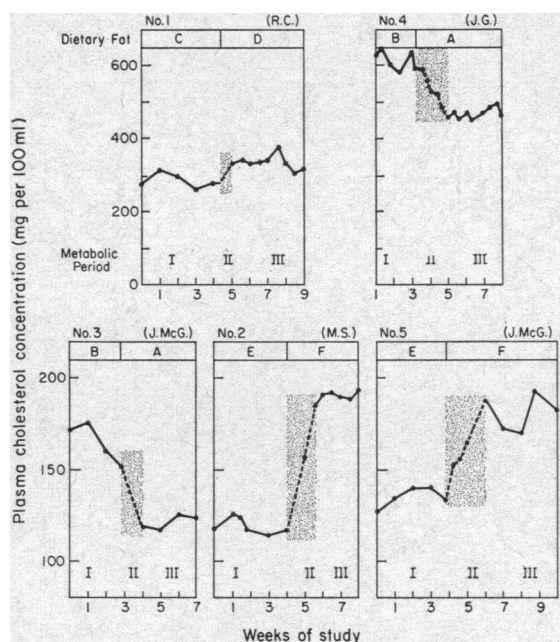 No. 1 (R.C.)
No. 4 (J.G.)
Dietary Fat
C D
B A
600
400
200
0
Metabolic Period
I II III
I II III
1 3 5 7 9
1 3 5 7
Plasma cholesterol concentration (mg per 100 ml)
No. 3 (J.McG.)
No. 2 (M.S.)
No. 5 (J.McG.)
B A
E F
E F
200
150
100
80
I II III
I II III
I II III
1 3 5 7
1 3 5 7
1 3 5 7 9
Weeks of study